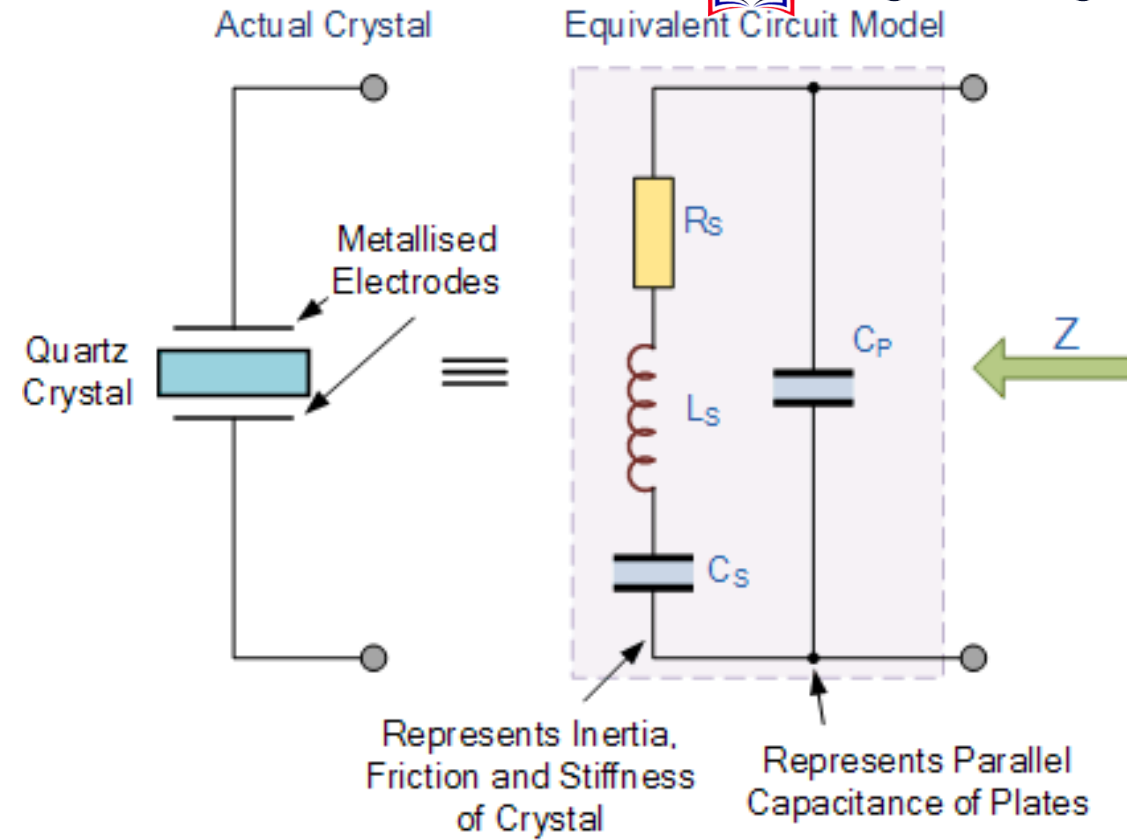 Actual Crystal
Equivalent Circuit Model
Metallised
Electrodes
Quartz
Crystal
RS
LS
CS
CP
Z
Represents Inertia,
Friction and Stiffness
of Crystal
Represents Parallel
Capacitance of Plates